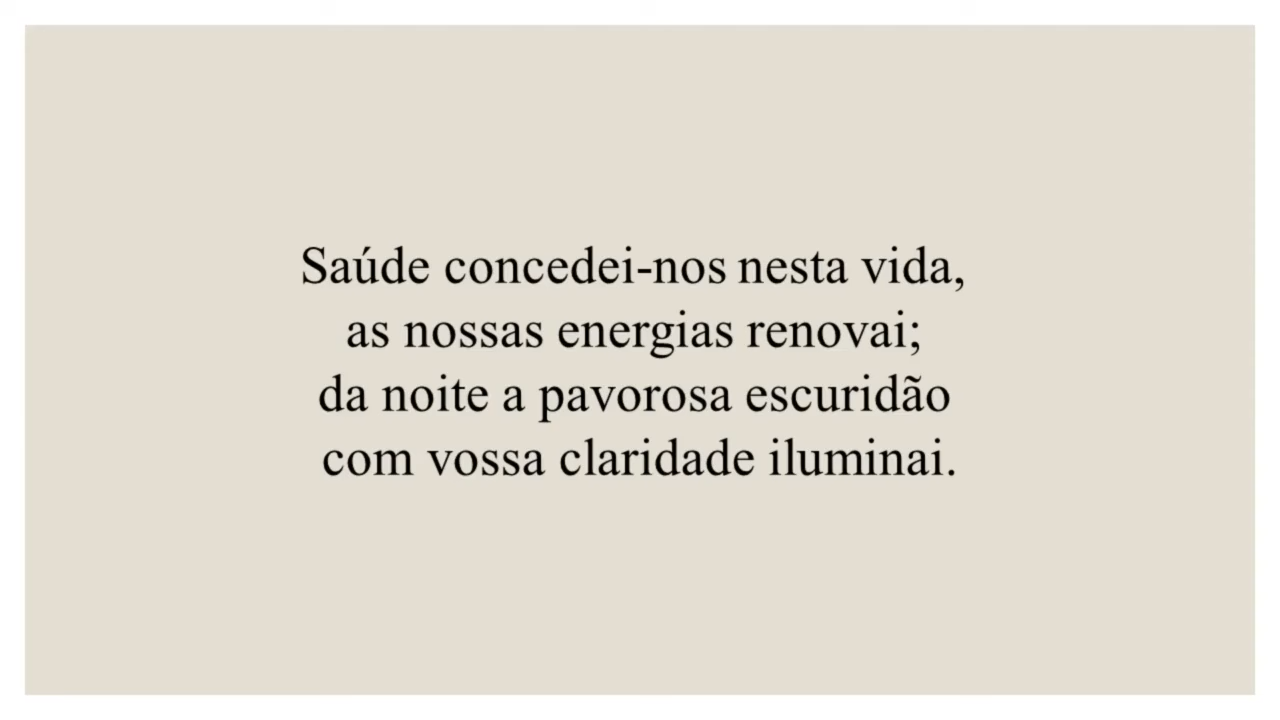 Saúde concedei-nos nesta vida,
as nossas energias renovai;
da noite a pavorosa escuridão
com vossa claridade iluminai.